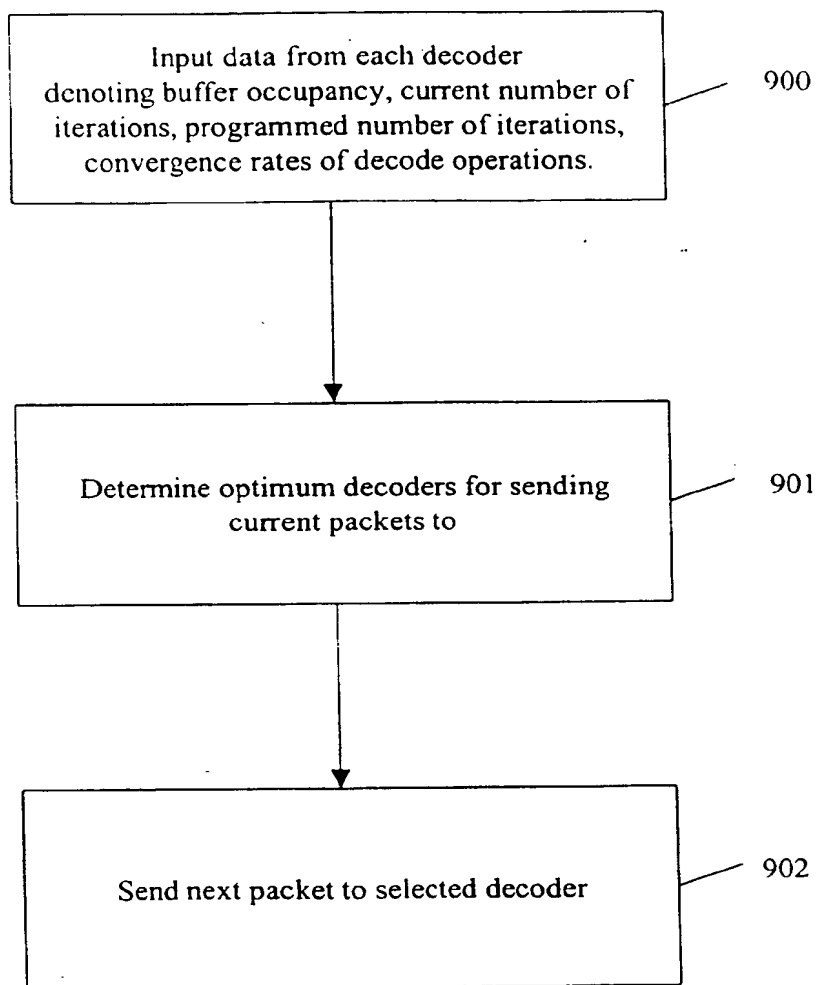 Input data from each decoder
denoting buffer occupancy, current number of
iterations, programmed number of iterations,
convergence rates of decode operations.
900
Determine optimum decoders for sending
current packets to
901
Send next packet to selected decoder
902